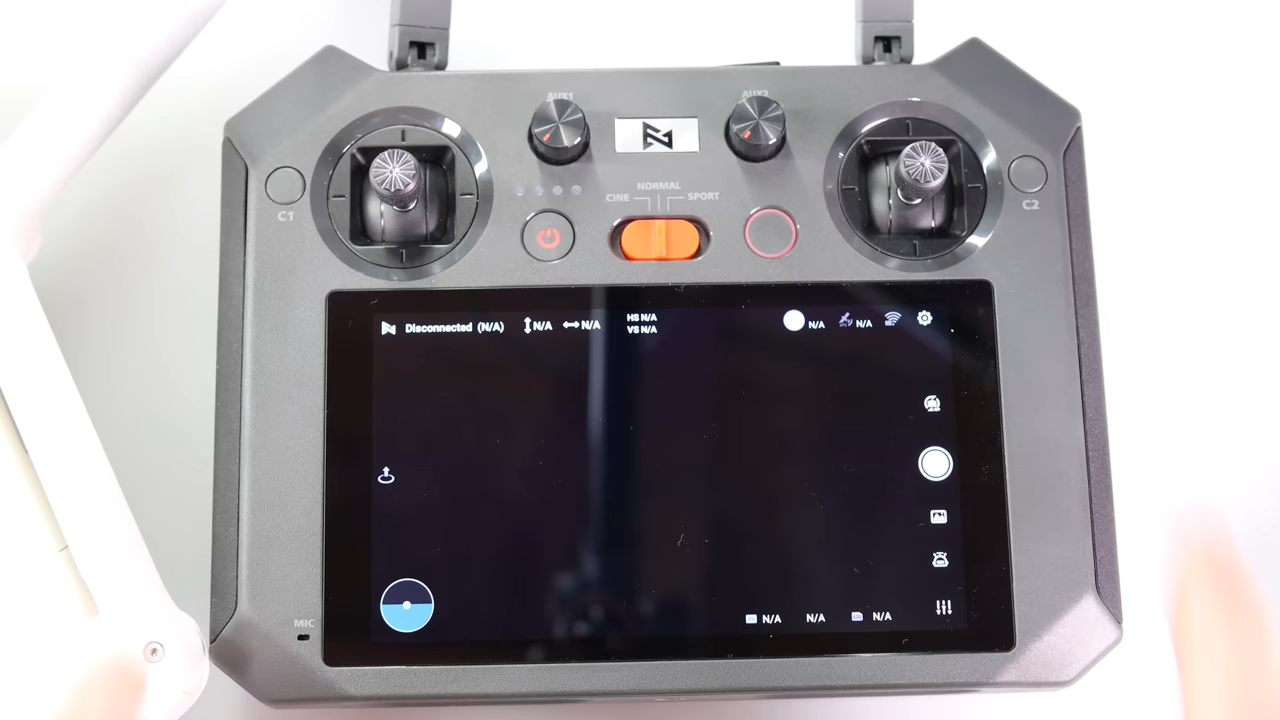 AUX1
AUX2
NORMAL
CINE
SPORT
C1
C2
Disconnected (N/A)
N/A
N/A
HS N/A
VS N/A
N/A
N/A
MIC
N/A
N/A
N/A